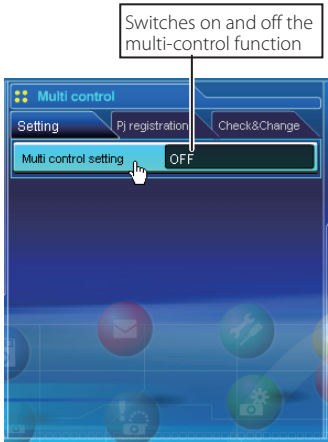 Switches on and off the
multi-control function
Multi control
Setting Pj registration Check&Change
Multi control setting OFF